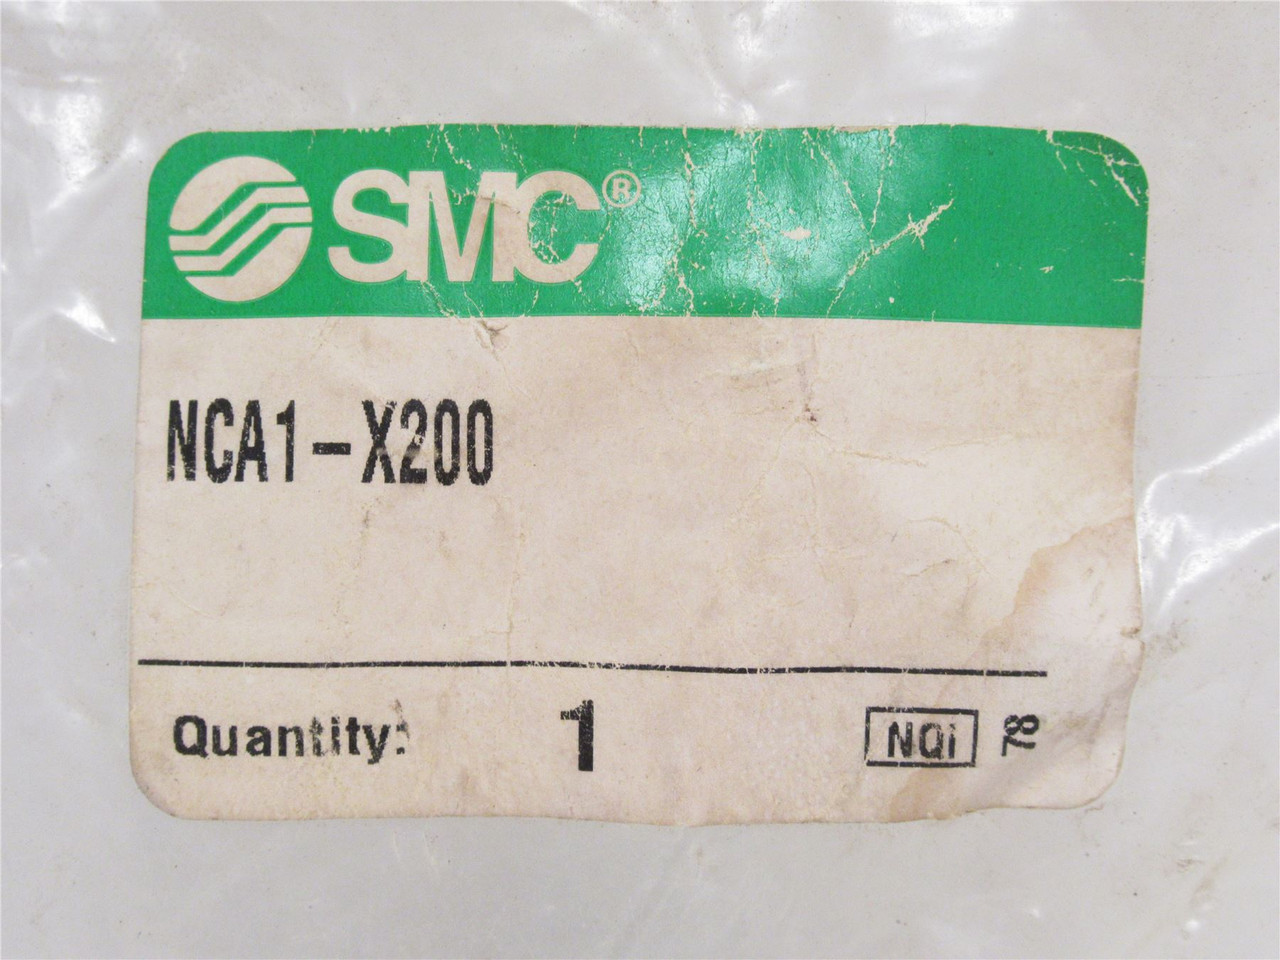 SMC®
NCA1-X200
Quantity: 1 NQI 78